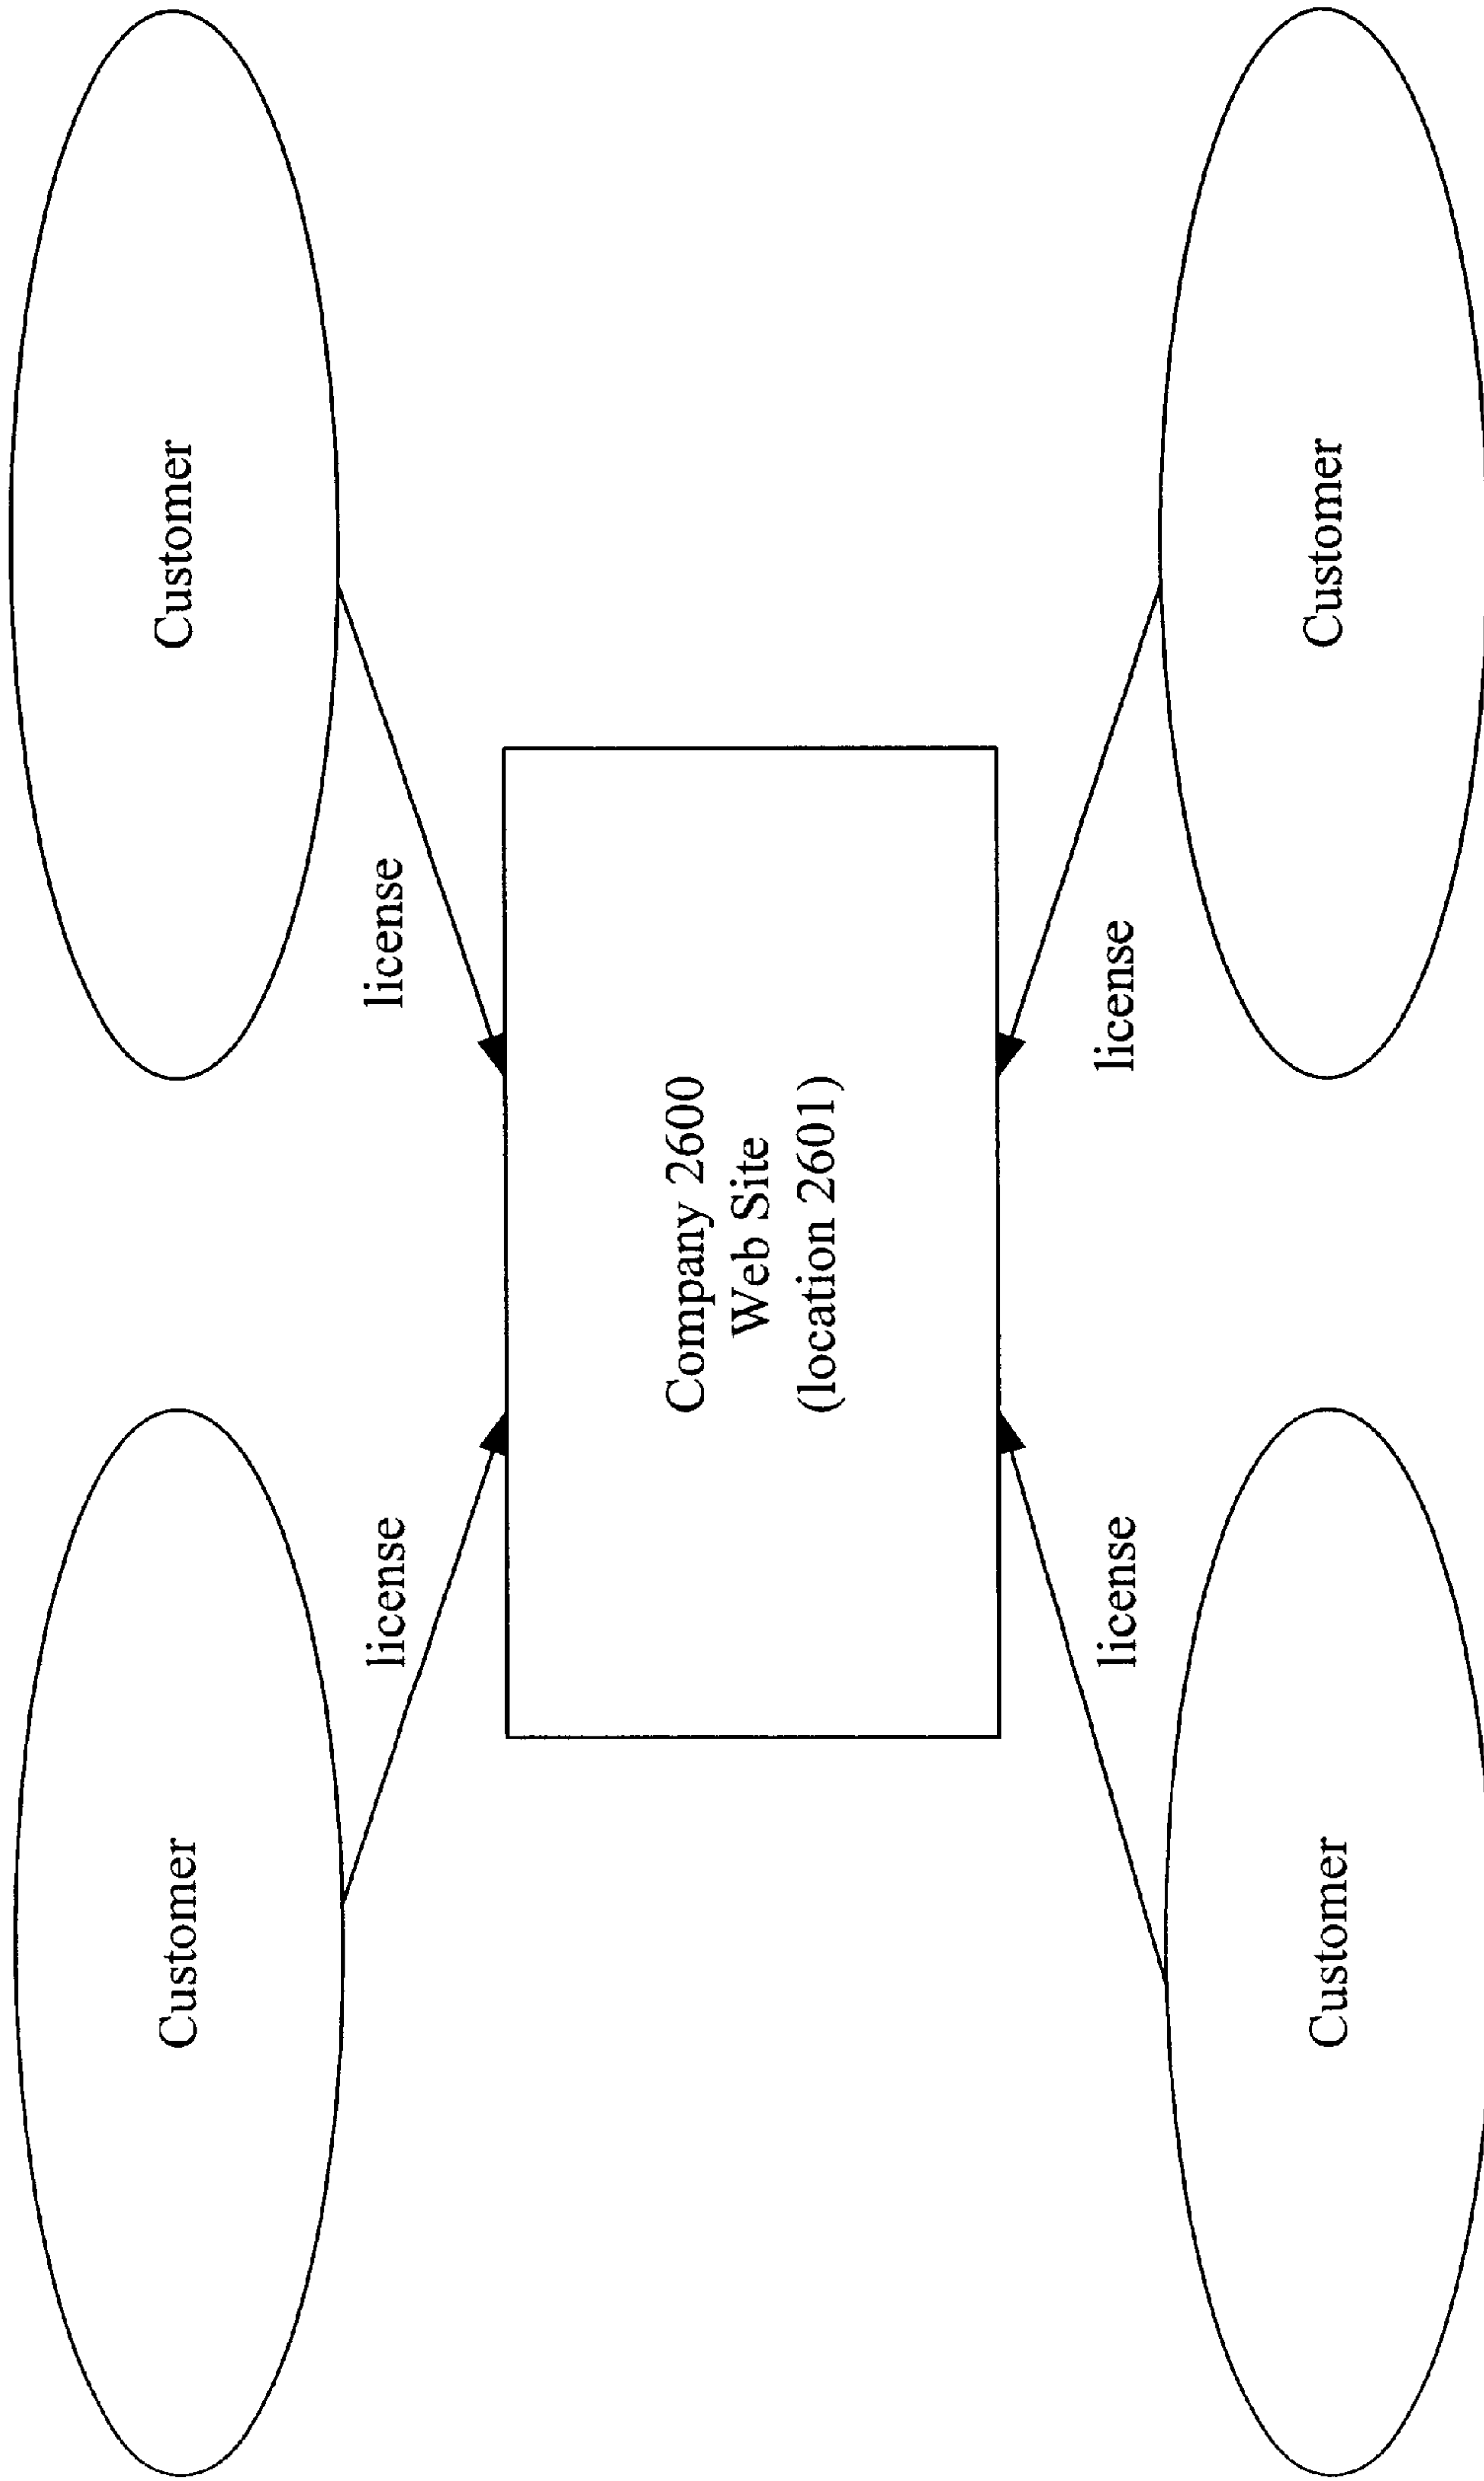 Customer
Customer
license
license
Company 2600
Web Site
(location 2601)
license
license
Customer
Customer